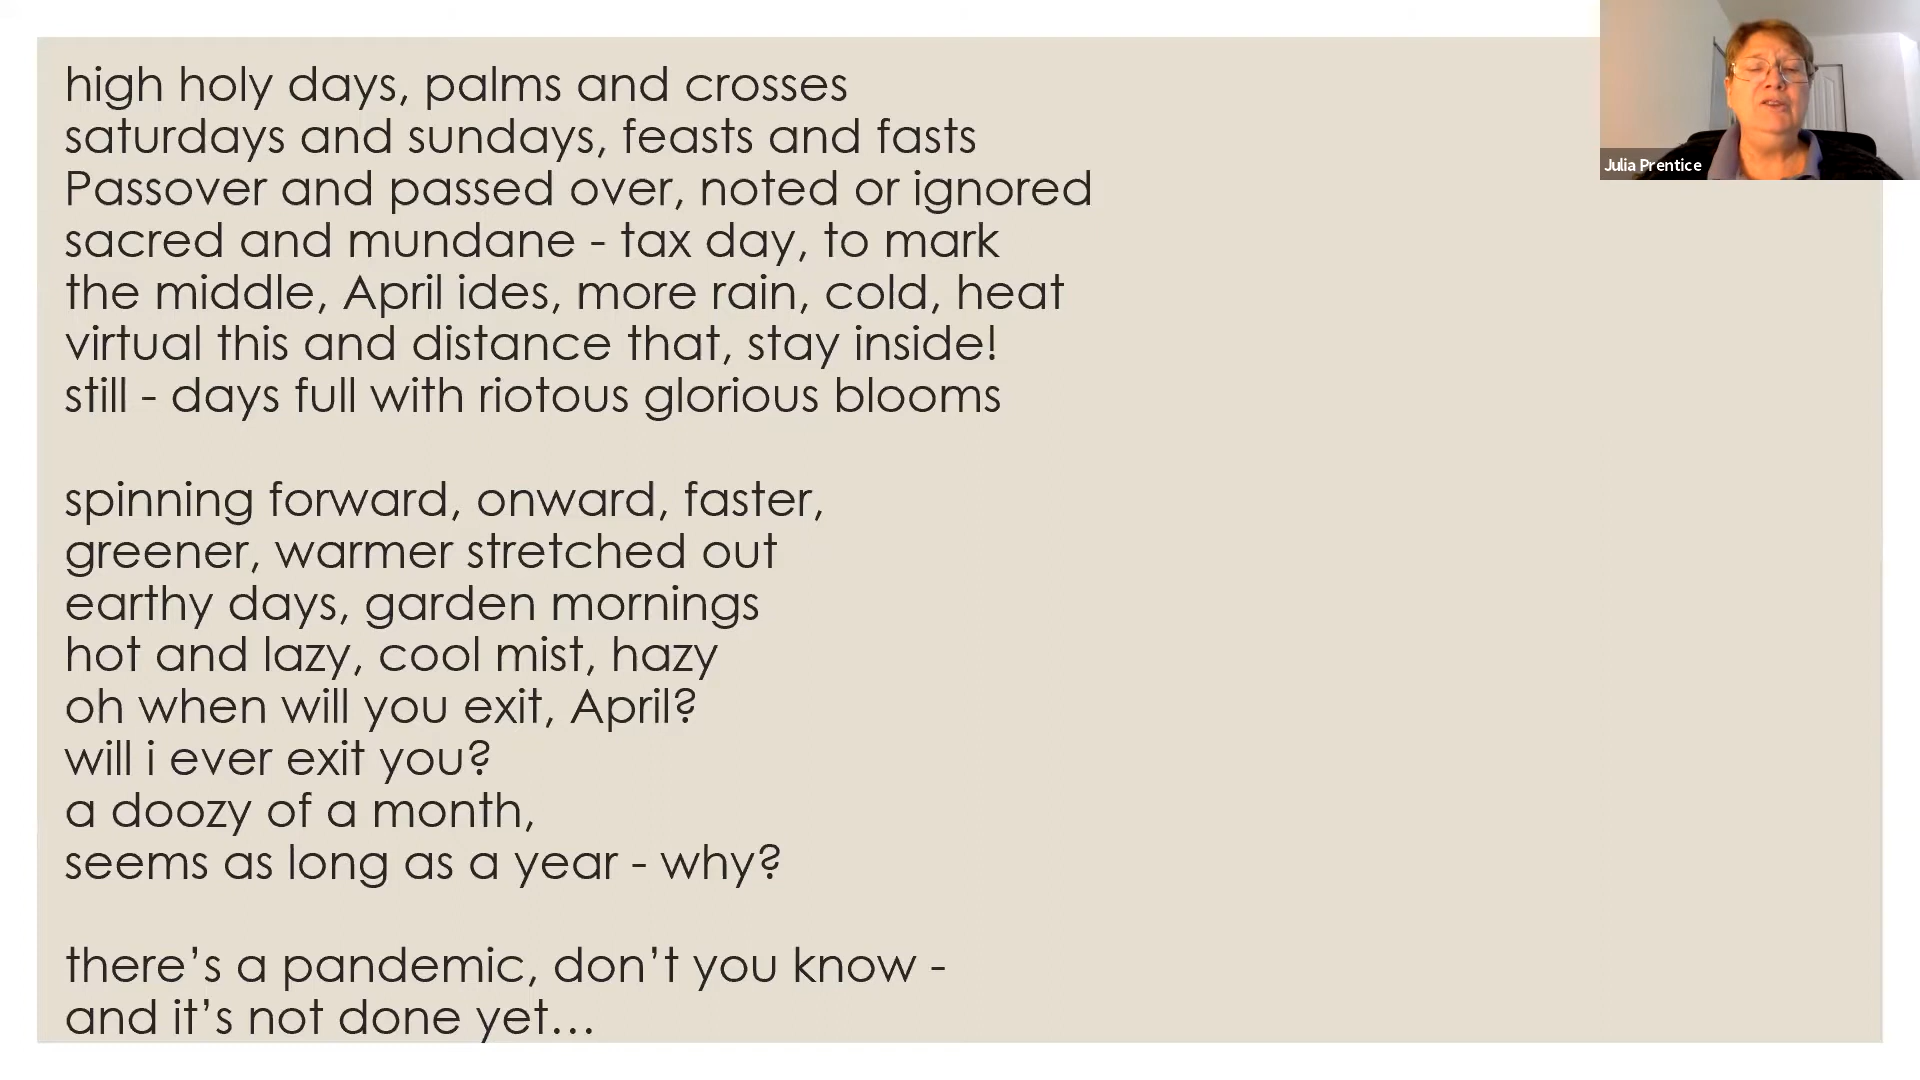 high holy days, palms and crosses
saturdays and sundays, feasts and fasts
Passover and passed over, noted or ignored
sacred and mundane - tax day, to mark
the middle, April ides, more rain, cold, heat
virtual this and distance that, stay inside!
still - days full with riotous glorious blooms
spinning forward, onward, faster,
greener, warmer stretched out
earthy days, garden mornings
hot and lazy, cool mist, hazy
oh when will you exit, April?
will i ever exit you?
a doozy of a month,
seems as long as a year - why?
there’s a pandemic, don’t you know -
and it’s not done yet…
Julia Prentice